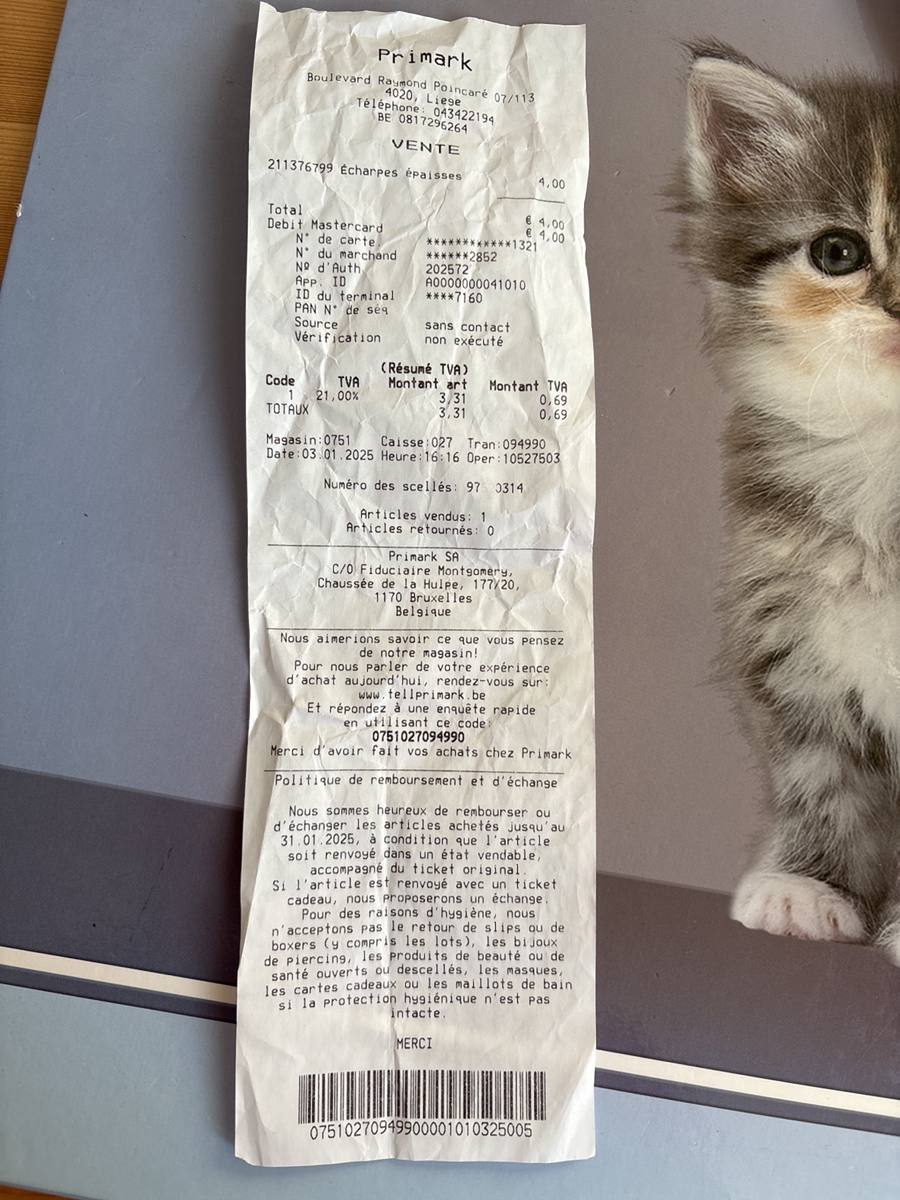 Primark
Boulevard Raymond Poincaré 07/113
4020, Liege
Téléphone: 043422194
BE 0817296264
VENTE
211376799 Écharpes épaisses 4,00
Total € 4,00
Debit Mastercard € 4,00
N° de carte ************1321
N° du marchand ******2852
Nº d'Auth 202572
App. ID A0000000041010
ID du terminal ****7160
PAN N° de séq
Source sans contact
Vérification non exécuté
(Résumé TVA)
Code TVA Montant art Montant TVA
1 21,00% 3,31 0,69
TOTAUX 3,31 0,69
Magasin:0751 Caisse:027 Tran:094990
Date:03.01.2025 Heure:16:16 Oper:10527503
Numéro des scellés: 97 0314
Articles vendus: 1
Articles retournés: 0
Primark SA
C/O Fiduciaire Montgomery,
Chaussée de la Hulpe, 177/20,
1170 Bruxelles
Belgique
Nous aimerions savoir ce que vous pensez
de notre magasin!
Pour nous parler de votre expérience
d'achat aujourd'hui, rendez-vous sur:
www.tellprimark.be
Et répondez à une enquête rapide
en utilisant ce code:
0751027094990
Merci d'avoir fait vos achats chez Primark
Politique de remboursement et d'échange
Nous sommes heureux de rembourser ou
d'échanger les articles achetés jusqu'au
31.01.2025, à condition que l'article
soit renvoyé dans un état vendable,
accompagné du ticket original.
Si l'article est renvoyé avec un ticket
cadeau, nous proposerons un échange.
Pour des raisons d'hygiène, nous
n'acceptons pas le retour de slips ou de
boxers (y compris les lots), les bijoux
de piercing, les produits de beauté ou de
santé ouverts ou descellés, les masques,
les cartes cadeaux ou les maillots de bain
si la protection hygiénique n'est pas
intacte.
MERCI
07510270949900001010325005